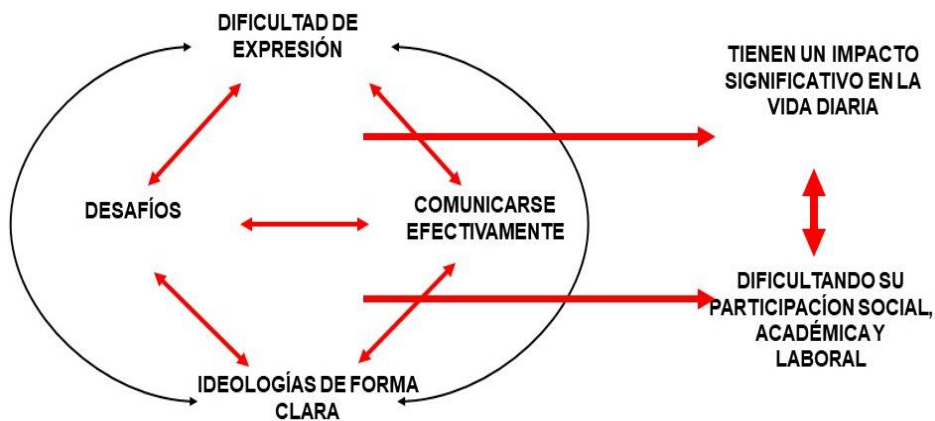 DIFICULTAD DE
EXPRESIÓN
TIENEN UN IMPACTO
SIGNIFICATIVO EN LA
VIDA DIARIA
DESAFÍOS
COMUNICARSE
EFECTIVAMENTE
DIFICULTANDO SU
PARTICIPACÍON SOCIAL,
ACADÉMICA Y
LABORAL
IDEOLOGÍAS DE FORMA
CLARA